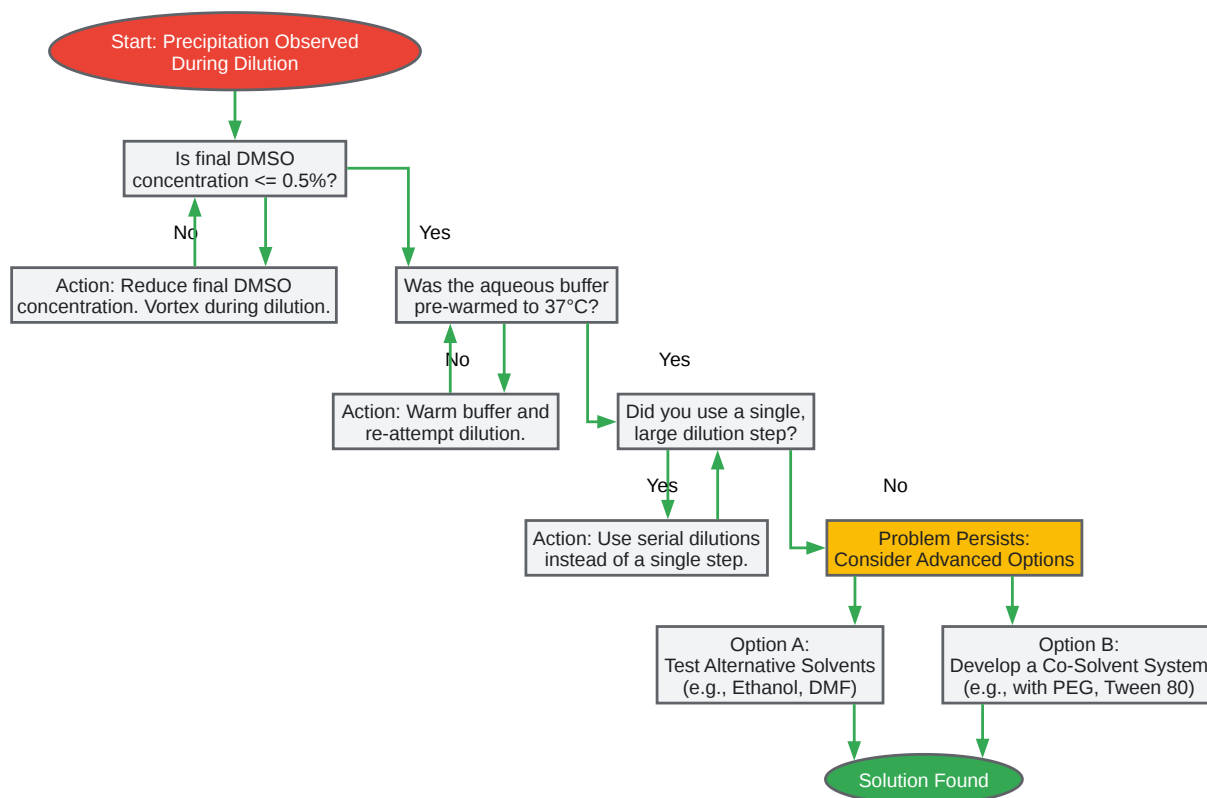 Start: Precipitation Observed
During Dilution
Is final DMSO
concentration <= 0.5%?
No
Yes
Action: Reduce final DMSO
concentration. Vortex during dilution.
Was the aqueous buffer
pre-warmed to 37°C?
No
Yes
Action: Warm buffer and
re-attempt dilution.
Did you use a single,
large dilution step?
Yes
No
Action: Use serial dilutions
instead of a single step.
Problem Persists:
Consider Advanced Options
Option A:
Test Alternative Solvents
(e.g., Ethanol, DMF)
Option B:
Develop a Co-Solvent System
(e.g., with PEG, Tween 80)
Solution Found